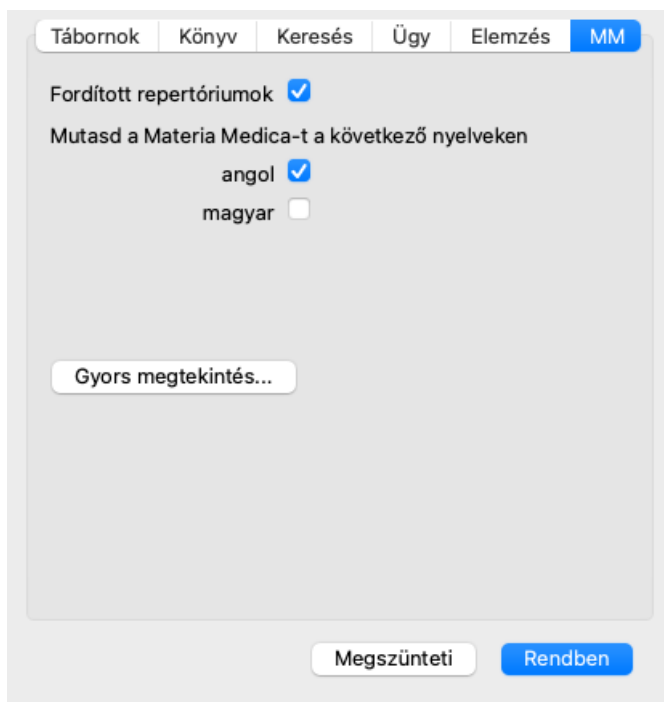 Tábornok Könyv Keresés Ügy Elemzés MM
Fordított repertóriumok
Mutasd a Materia Medica-t a következő nyelveken
angol
magyar
Gyors megtekintés...
Megszünteti Rendben